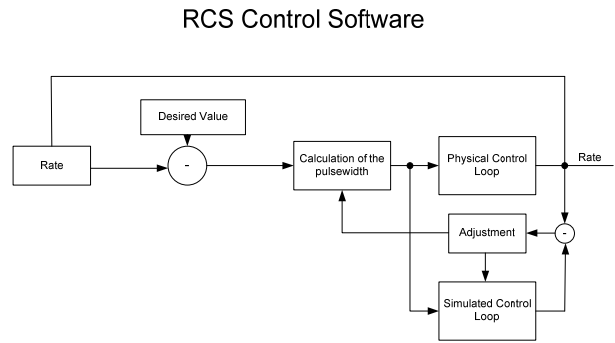 RCS Control Software
Desired Value
Rate
-
Calculation of the
pulsewidth
Physical Control
Loop
Rate
Adjustment
-
Simulated Control
Loop